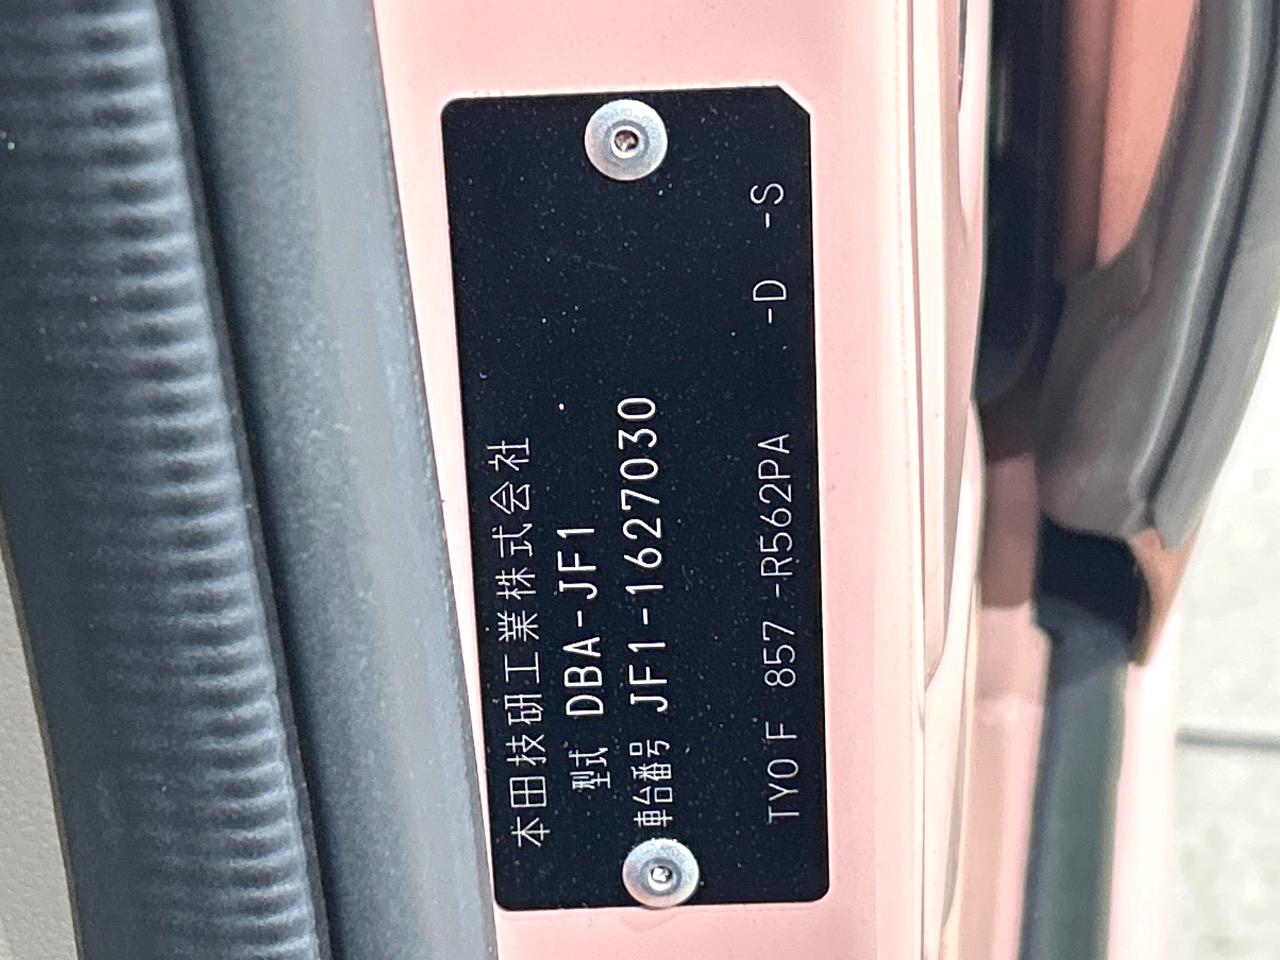 本田技研工業株式会社
型式 DBA-JF1
車台番号 JF1-1627030
TY0F 857 -R562PA -D -S